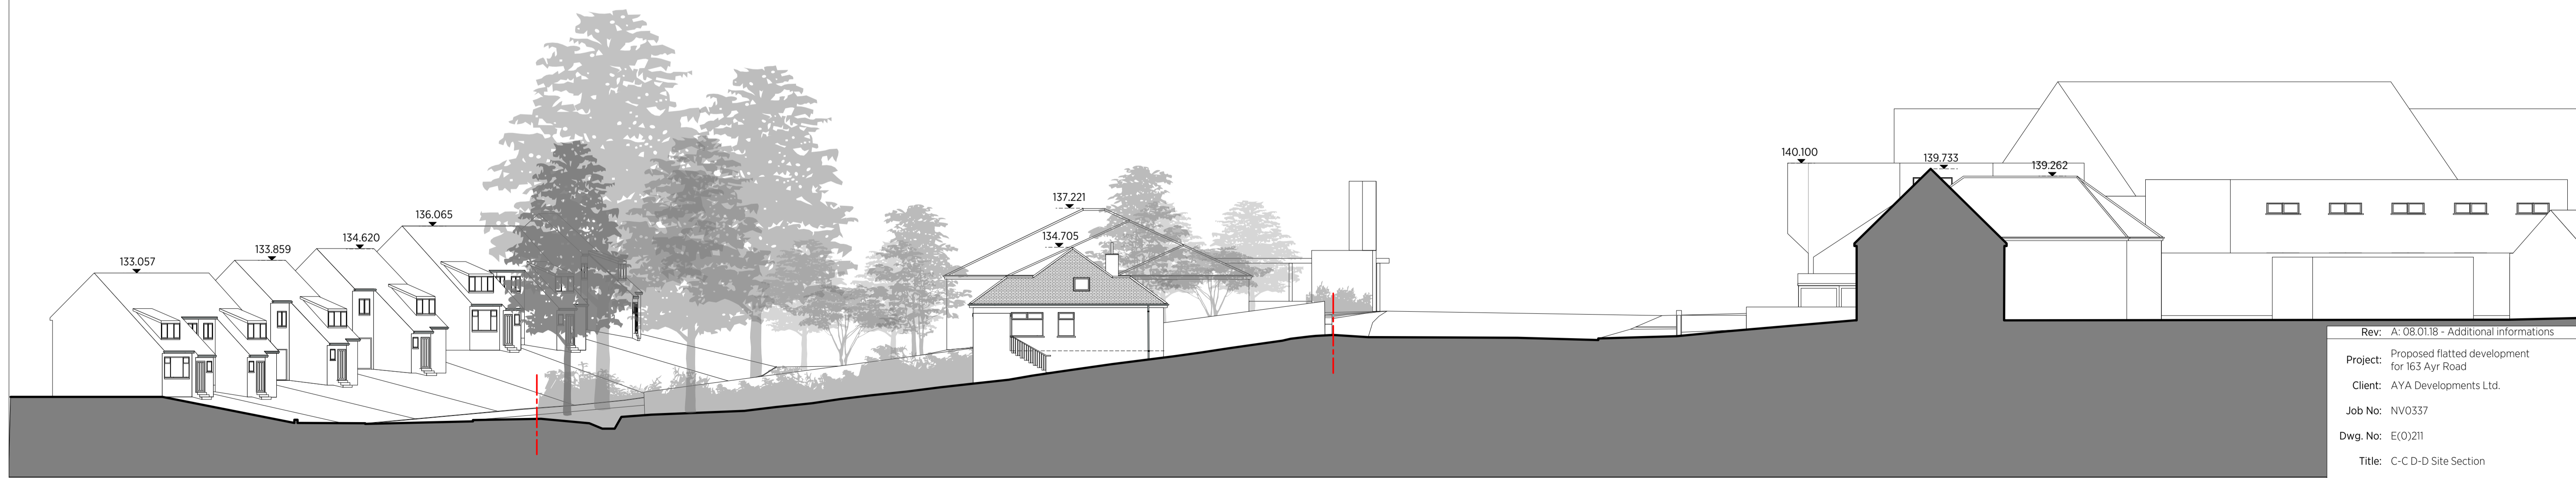 133.057
133.859
134.620
136.065
137.221
134.705
140.100
139.733
139.262
Rev: A: 08.01.18 - Additional informations
Project: Proposed flatted development
for 163 Ayr Road
Client: AYA Developments Ltd.
Job No: NV0337
Dwg. No: E(0)211
Title: C-C D-D Site Section